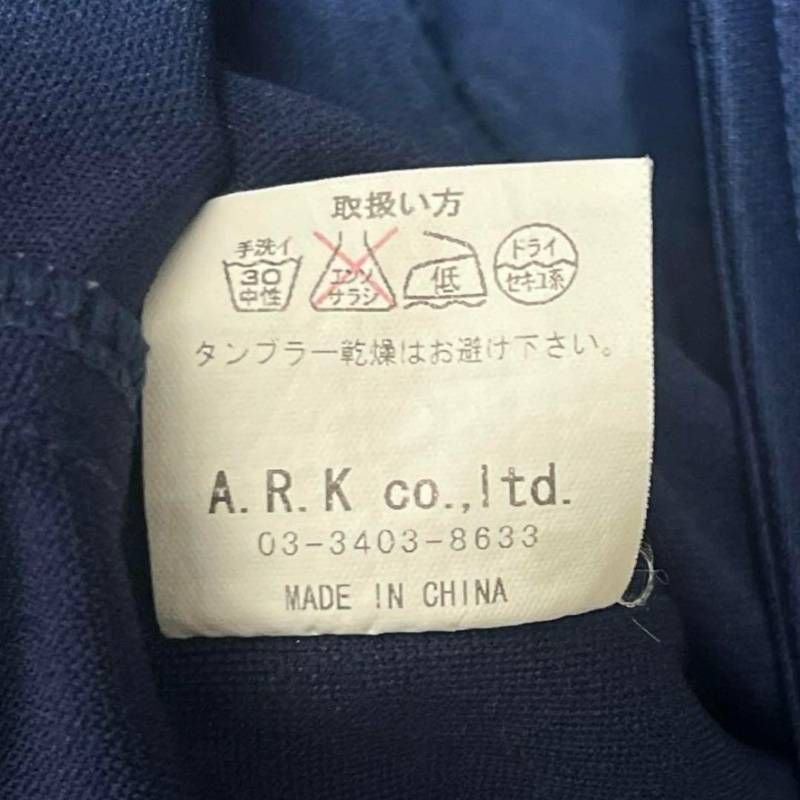 取扱い方
手洗イ
30
中性
エンソ
サラシ
低
ドライ
セキユ系
タンブラー乾燥はお避け下さい。
A.R.K co.,ltd.
03-3403-8633
MADE IN CHINA